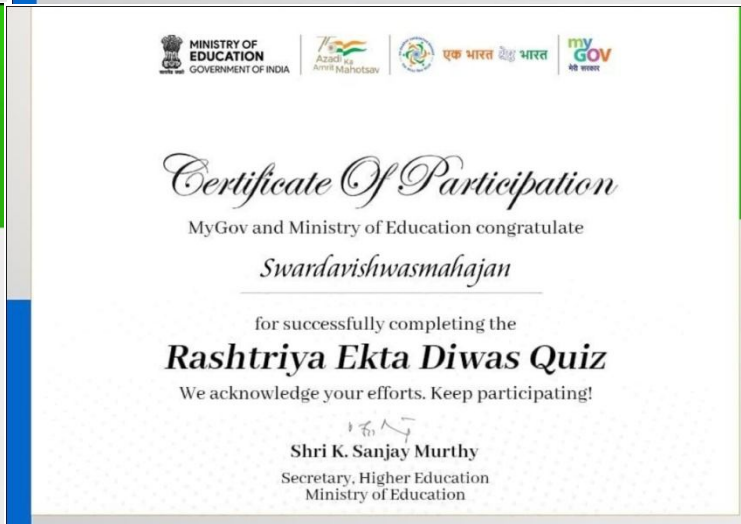 MINISTRY OF
EDUCATION
GOVERNMENT OF INDIA
Azadi Ka
Amrit Mahotsav
एक भारत श्रेष्ठ भारत
my
GOV
मेरी सरकार
Certificate Of Participation
MyGov and Ministry of Education congratulate
Swardavishwasmahajan
for successfully completing the
Rashtriya Ekta Diwas Quiz
We acknowledge your efforts. Keep participating!
Shri K. Sanjay Murthy
Secretary, Higher Education
Ministry of Education